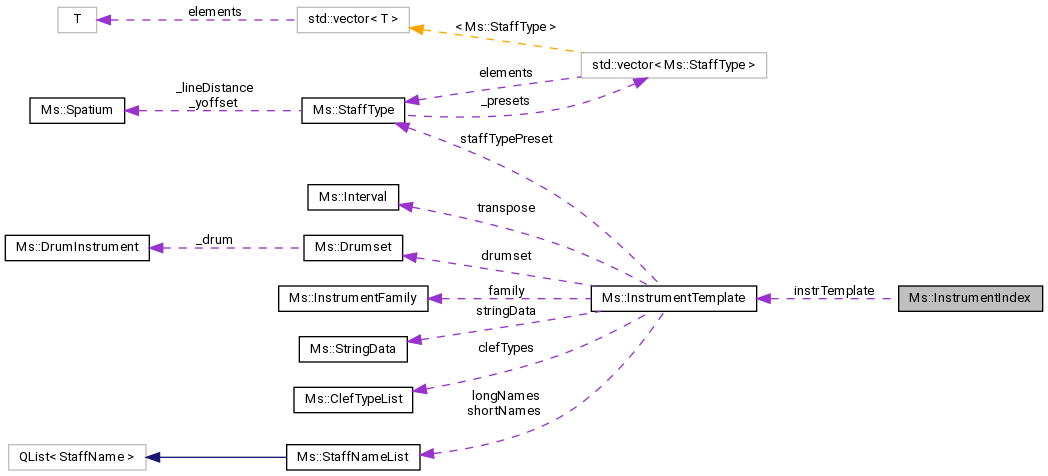 T
elements
std::vector< T >
< Ms::StaffType >
std::vector< Ms::StaffType >
Ms::Spatium
_lineDistance
_yoffset
Ms::StaffType
elements
_presets
staffTypePreset
Ms::Interval
transpose
Ms::DrumInstrument
_drum
Ms::Drumset
drumset
Ms::InstrumentFamily
family
Ms::InstrumentTemplate
instrTemplate
Ms::InstrumentIndex
stringData
Ms::StringData
clefTypes
Ms::ClefTypeList
longNames
shortNames
QList< StaffName >
Ms::StaffNameList